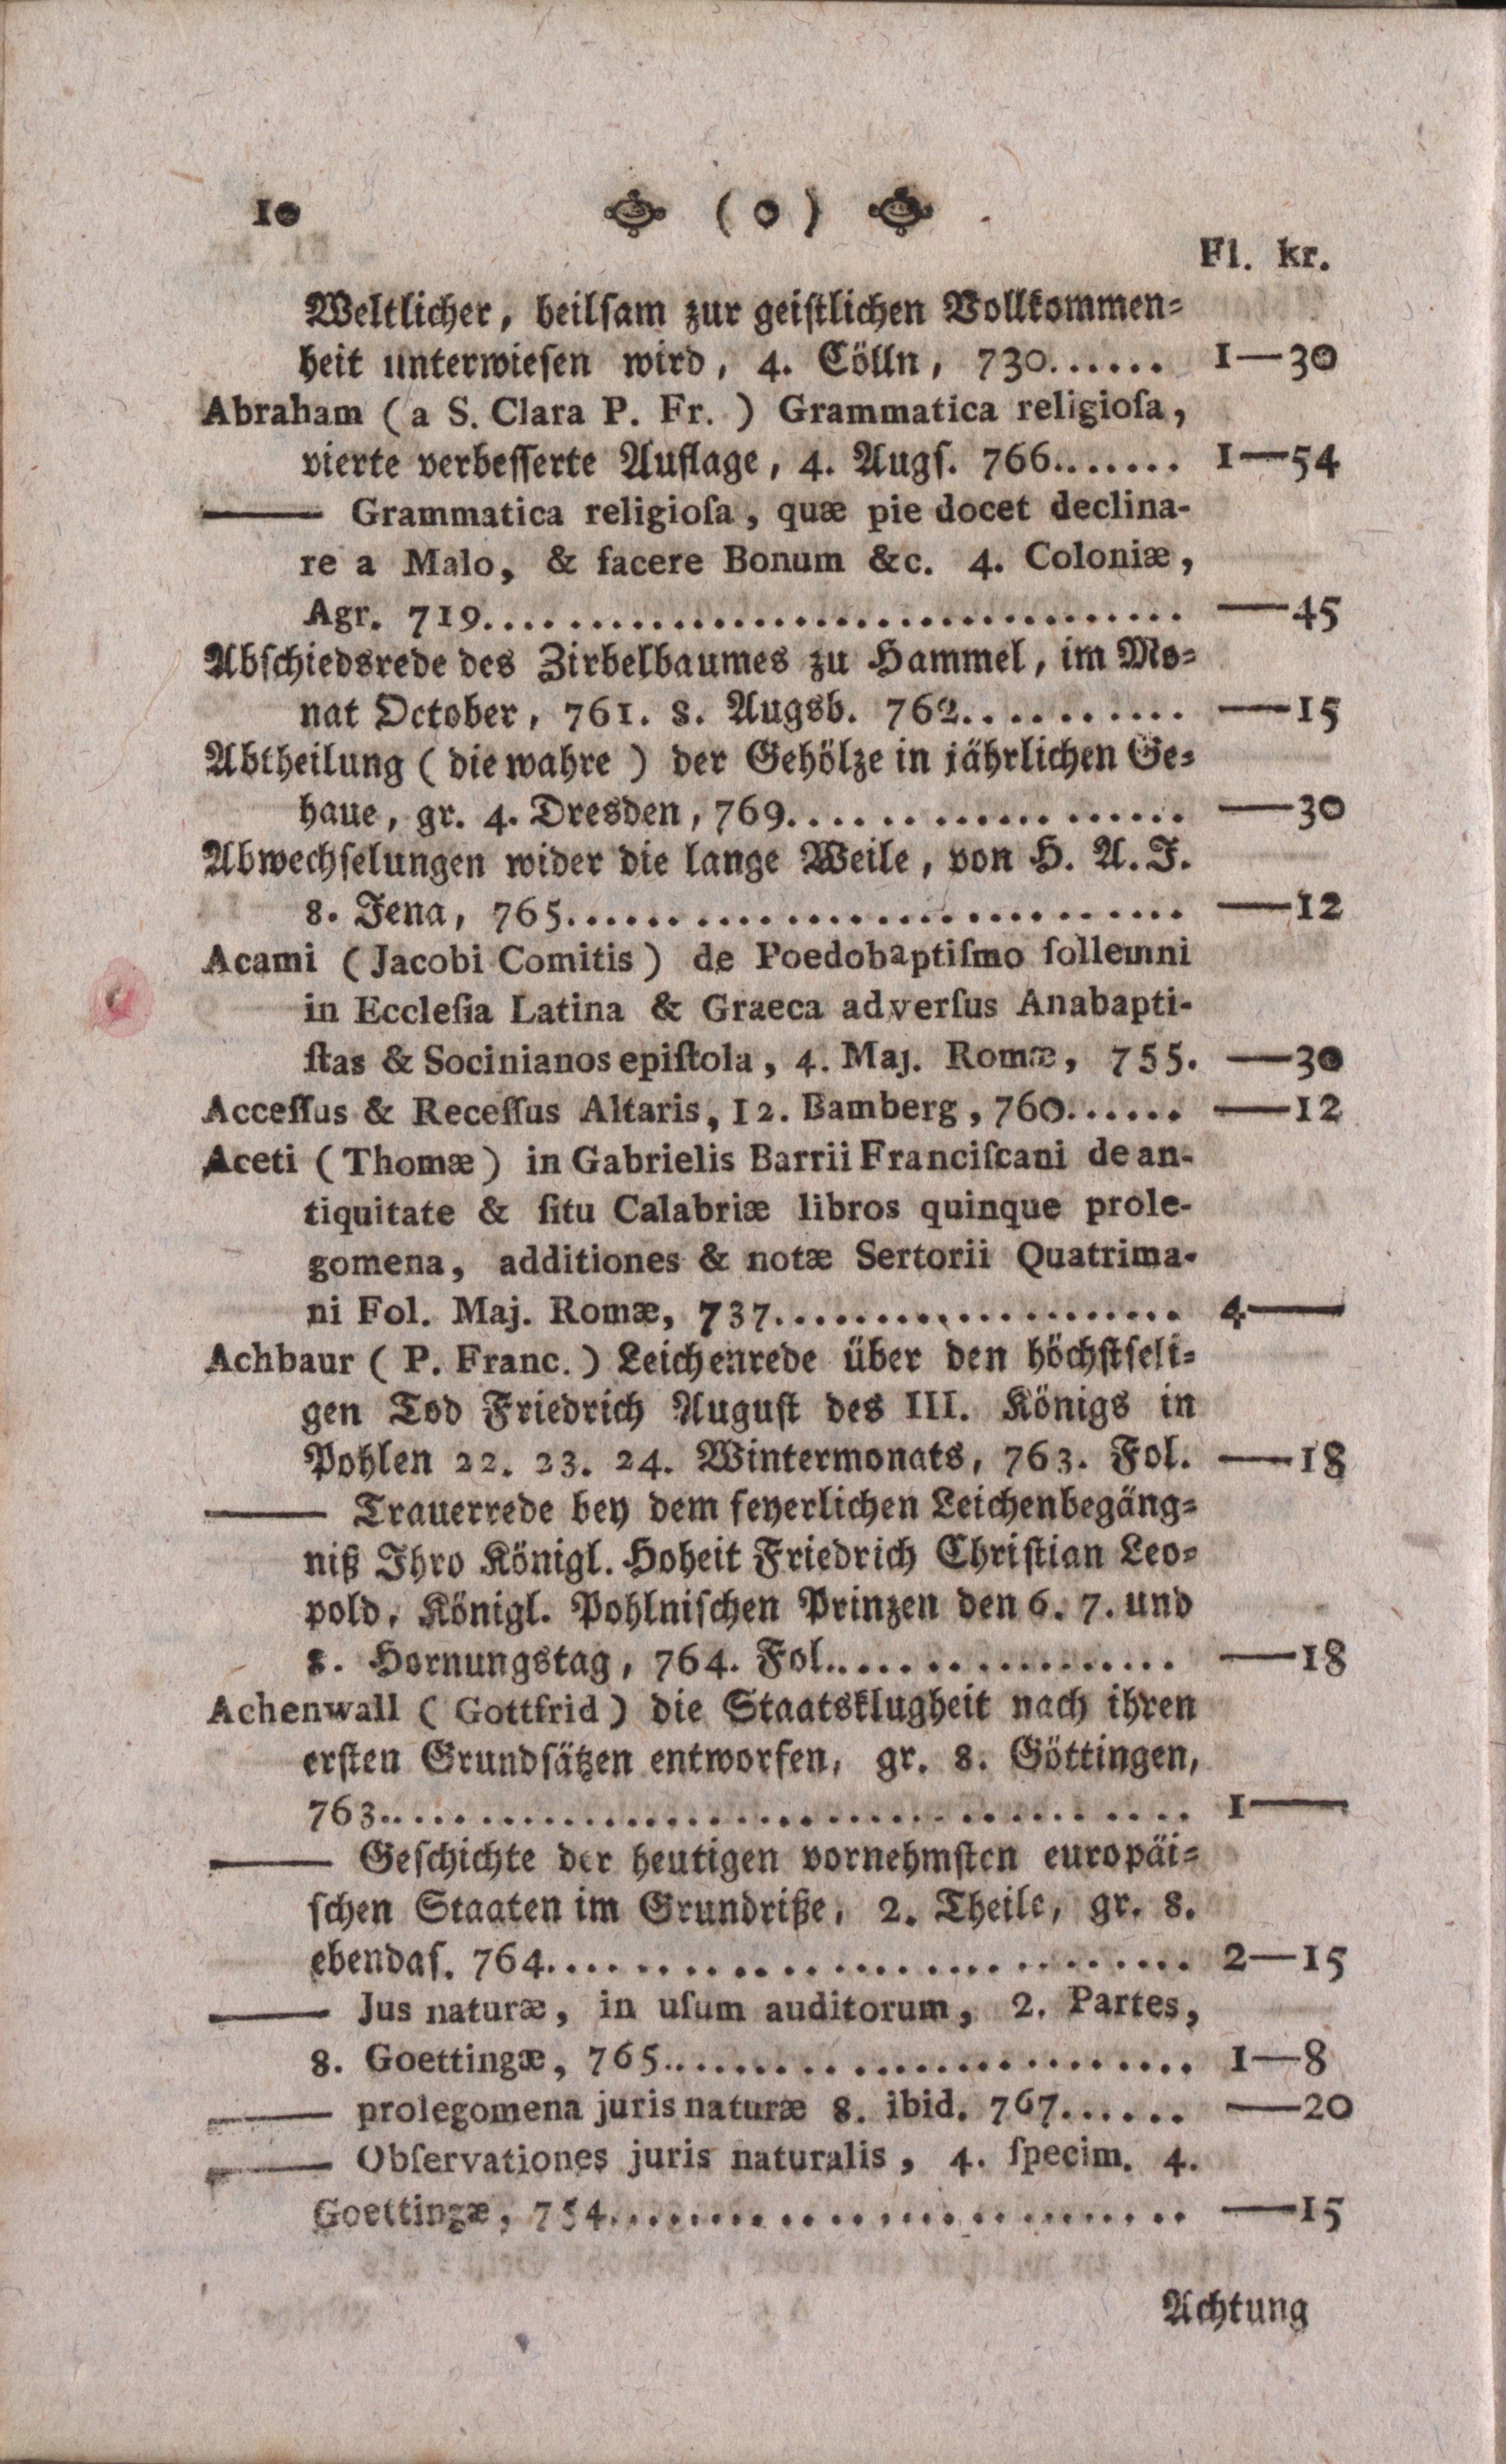 10 ( o )
Fl. kr.
Weltlicher, heilſam zur geiſtlichen Vollkommen⸗
heit unterwieſen wird, 4. Cölln, 730...... 1—30
Abraham ( a S. Clara P. Fr. ) Grammatica religioſa,
vierte verbeſſerte Auflage, 4. Augſ. 766....... 1—54
—— Grammatica religioſa, quæ pie docet declina-
re a Malo, & facere Bonum &c. 4. Coloniæ,
Agr. 719.................................. —45
Abſchiedsrede des Zirbelbaumes zu Hammel, im Mo⸗
nat October, 761. 8. Augsb. 762........... —15
Abtheilung ( die wahre ) der Gehölze in jährlichen Ge⸗
haue, gr. 4. Dresden, 769................. —30
Abwechſelungen wider die lange Weile, von H. A. J.
8. Jena, 765.............................. —12
Acami ( Jacobi Comitis ) de Poedobaptiſmo ſollemni
in Eccleſia Latina & Graeca adverſus Anabapti-
ſtas & Socinianos epiſtola, 4. Maj. Romæ, 755. —30
Acceſſus & Receſſus Altaris, 12. Bamberg, 760...... —12
Aceti ( Thomæ ) in Gabrielis Barrii Franciſcani de an-
tiquitate & ſitu Calabriæ libros quinque prole-
gomena, additiones & notæ Sertorii Quatrima-
ni Fol. Maj. Romæ, 737.................... 4—
Achbaur ( P. Franc. ) Leichenrede über den höchſtſeli⸗
gen Tod Friedrich Auguſt des III. Königs in
Pohlen 22. 23. 24. Wintermonats, 763. Fol. —18
—— Trauerrede bey dem feyerlichen Leichenbegäng⸗
niß Ihro Königl. Hoheit Friedrich Chriſtian Leo⸗
pold, Königl. Pohlniſchen Prinzen den 6. 7. und
8. Hornungstag, 764. Fol................. —18
Achenwall ( Gottfrid ) die Staatsklugheit nach ihren
erſten Grundſätzen entworfen, gr. 8. Göttingen,
763....................................... 1—
—— Geſchichte der heutigen vornehmſten europäi⸗
ſchen Staaten im Grundriße, 2. Theile, gr. 8.
ebendaſ. 764.............................. 2—15
—— Jus naturæ, in uſum auditorum, 2. Partes,
8. Goettingæ, 765......................... 1—8
—— prolegomena juris naturæ 8. ibid. 767...... —20
—— Obſervationes juris naturalis, 4. ſpecim. 4.
Goettingæ, 754............................ —15
Achtung